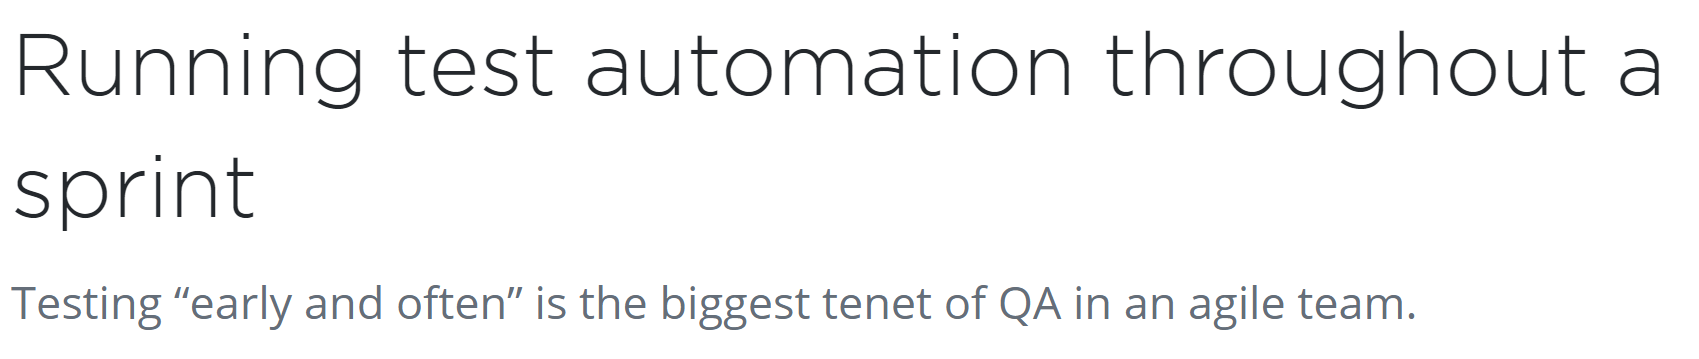 Running test automation throughout a
sprint
Testing “early and often” is the biggest tenet of QA in an agile team.